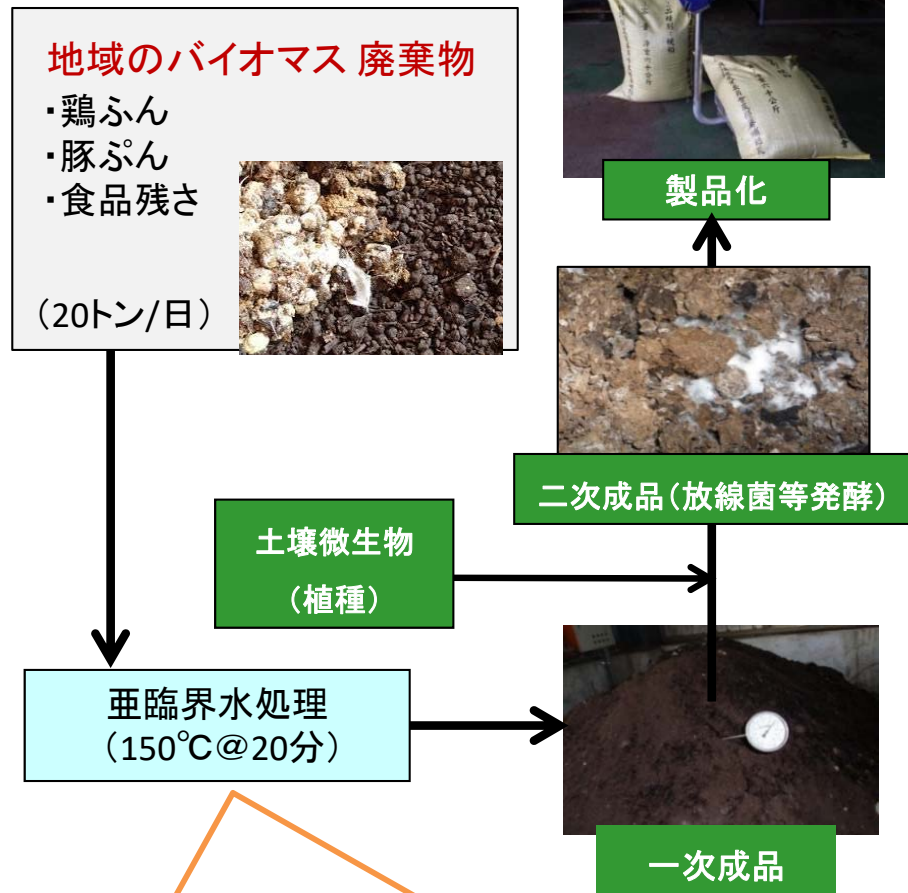 地域のバイオマス 廃棄物
・鶏ふん
・豚ぷん
・食品残さ
（20トン/日）
亜臨界水処理
（150℃@20分）
一次成品
土壌微生物
（植種）
二次成品（放線菌等発酵）
製品化